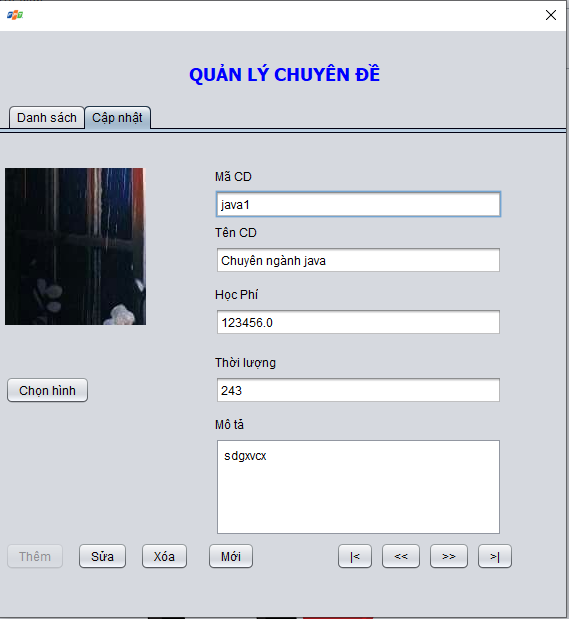 FPT
QUẢN LÝ CHUYÊN ĐỀ
Danh sách Cập nhật
Mã CD
java1
Tên CD
Chuyên ngành java
Học Phí
123456.0
Thời lượng
243
Chọn hình
Mô tả
sdgxvcx
Thêm Sửa Xóa Mới |< << >> >|